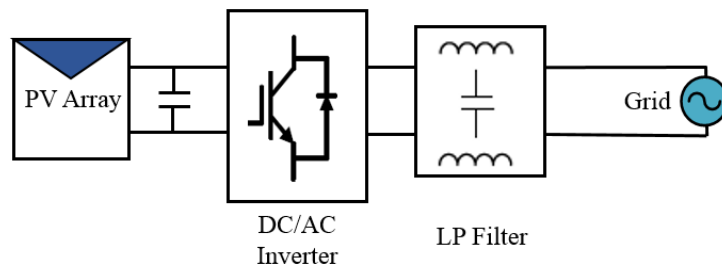 PV Array
Grid
DC/AC
Inverter
LP Filter